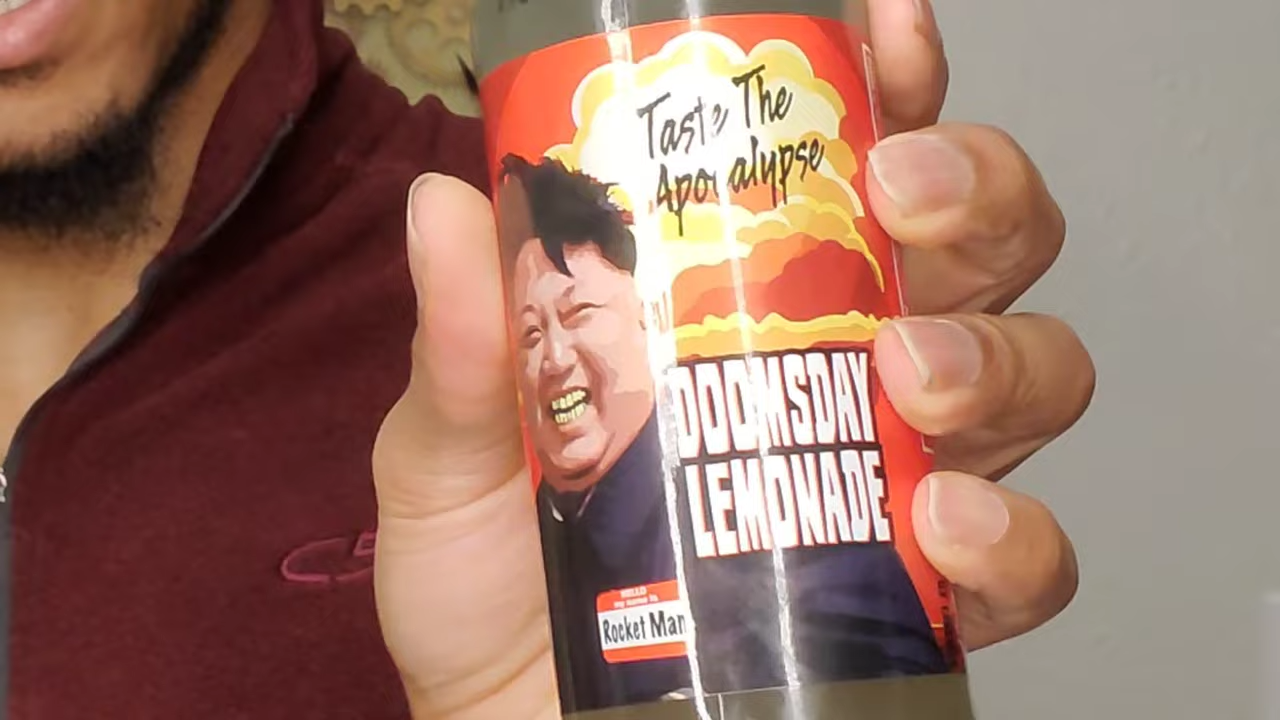 Taste The
Apocalypse
DOOMSDAY
LEMONADE
HELLO
my name is
Rocket Man